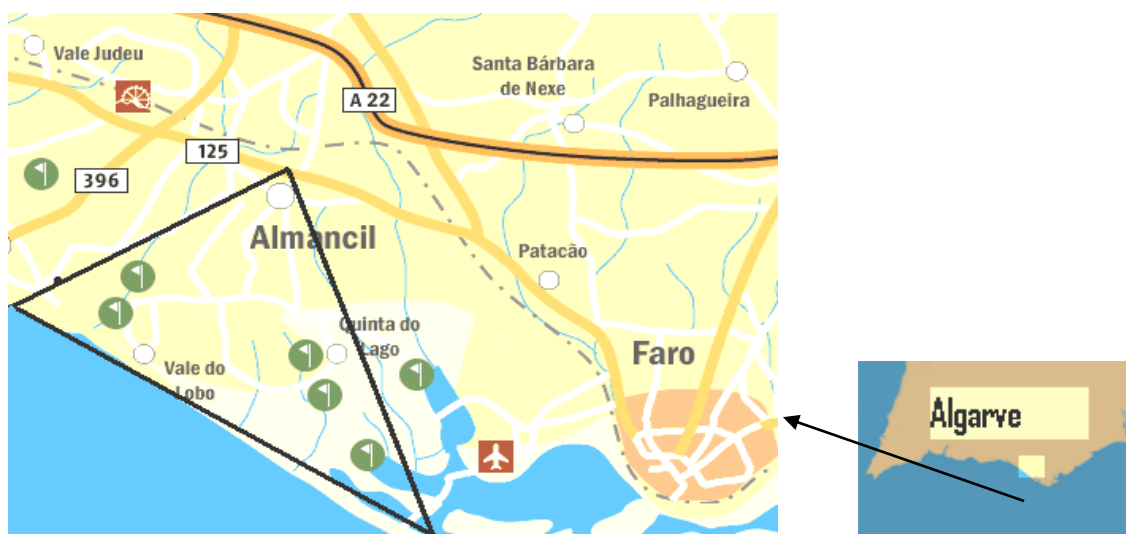 Vale Judeu
Santa Bárbara
de Nexe
Palhagueira
A 22
125
396
Almancil
Patacão
Quinta do
Lago
Faro
Vale do
Lobo
Algarve